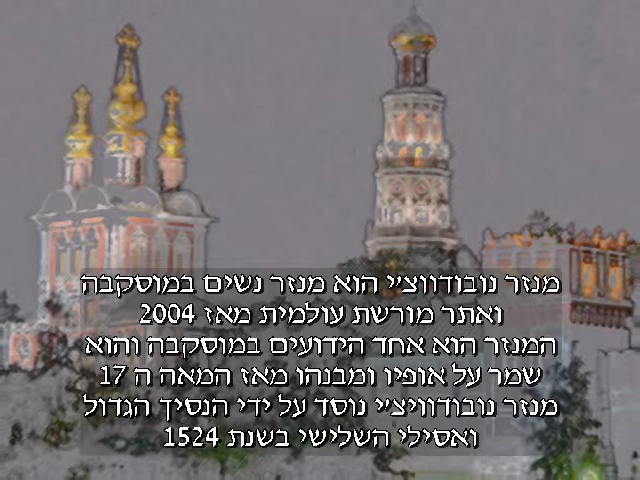 מנזר נובודווצ'י הוא מנזר נשים במוסקבה
ואתר מורשת עולמית מאז 2004
המנזר הוא אחד הידועים במוסקבה והוא
שמר על אופיו ומבנהו מאז המאה ה 17
מנזר נובודוויצ'י נוסד על ידי הנסיך הגדול
ואסילי השלישי בשנת 1524